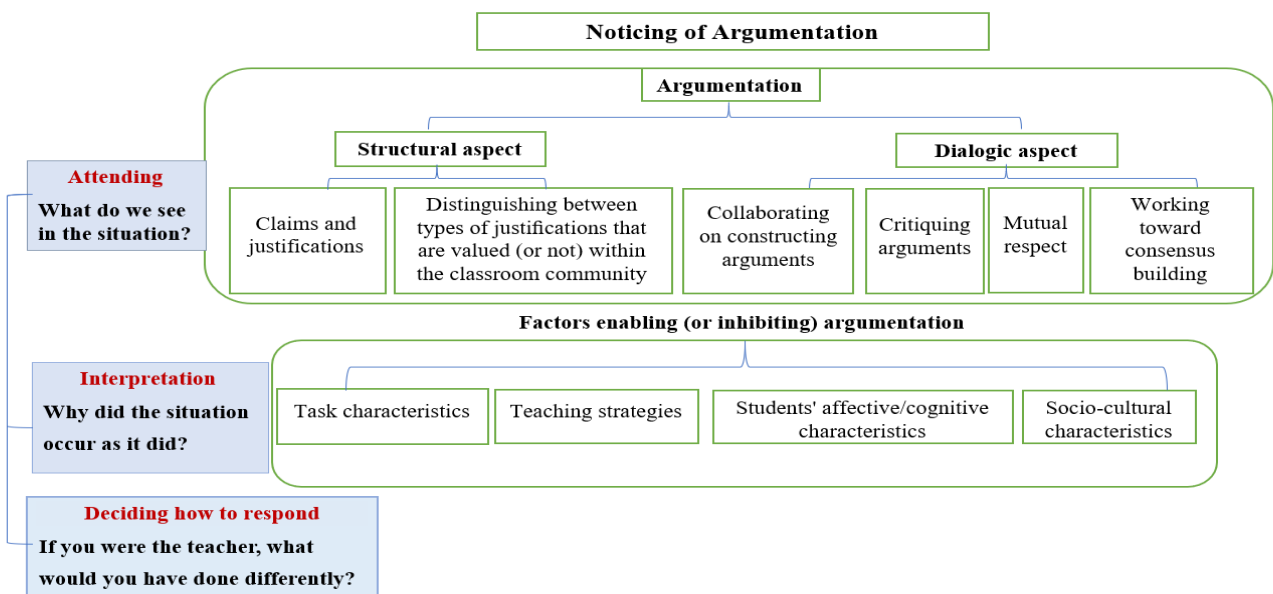 Noticing of Argumentation
Argumentation
Structural aspect
Dialogic aspect
Attending
What do we see
in the situation?
Claims and
justifications
Distinguishing between
types of justifications that
are valued (or not) within
the classroom community
Collaborating
on constructing
arguments
Critiquing
arguments
Mutual
respect
Working
toward
consensus
building
Factors enabling (or inhibiting) argumentation
Interpretation
Why did the situation
occur as it did?
Task characteristics
Teaching strategies
Students' affective/cognitive
characteristics
Socio-cultural
characteristics
Deciding how to respond
If you were the teacher, what
would you have done differently?